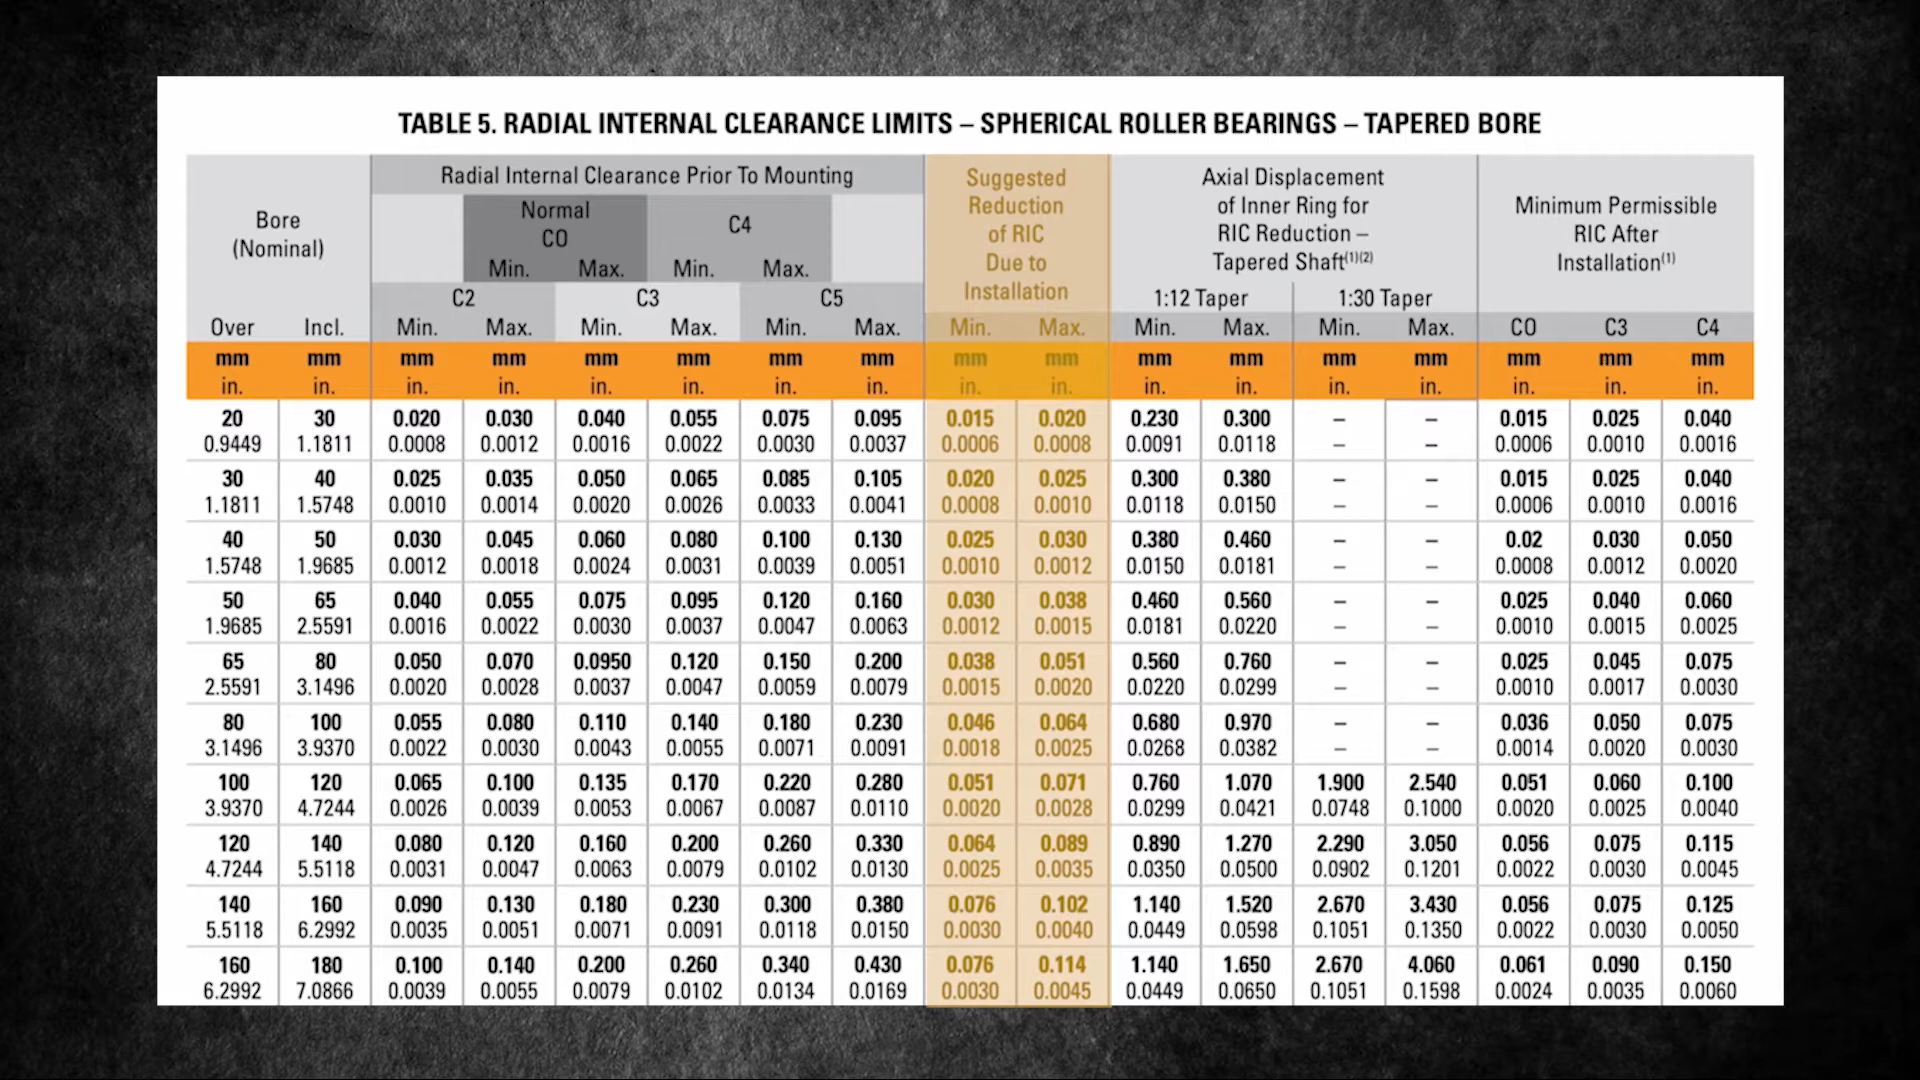 TABLE 5. RADIAL INTERNAL CLEARANCE LIMITS – SPHERICAL ROLLER BEARINGS – TAPERED BORE
Bore
(Nominal)
Radial Internal Clearance Prior To Mounting
Normal
CO
C4
Min. Max. Min. Max.
C2 C3 C5
Suggested
Reduction
of RIC
Due to
Installation
Axial Displacement
of Inner Ring for
RIC Reduction –
Tapered Shaft(1)(2)
1:12 Taper 1:30 Taper
Minimum Permissible
RIC After
Installation(1)
Over Incl. Min. Max. Min. Max. Min. Max. Min. Max. Min. Max. Min. Max. CO C3 C4
mm mm mm mm mm mm mm mm mm mm mm mm mm mm mm mm mm
in. in. in. in. in. in. in. in. in. in. in. in. in. in. in. in. in.
20 30 0.020 0.030 0.040 0.055 0.075 0.095 0.015 0.020 0.230 0.300 – – 0.015 0.025 0.040
0.9449 1.1811 0.0008 0.0012 0.0016 0.0022 0.0030 0.0037 0.0006 0.0008 0.0091 0.0118 – – 0.0006 0.0010 0.0016
30 40 0.025 0.035 0.050 0.065 0.085 0.105 0.020 0.025 0.300 0.380 – – 0.015 0.025 0.040
1.1811 1.5748 0.0010 0.0014 0.0020 0.0026 0.0033 0.0041 0.0008 0.0010 0.0118 0.0150 – – 0.0006 0.0010 0.0016
40 50 0.030 0.045 0.060 0.080 0.100 0.130 0.025 0.030 0.380 0.460 – – 0.02 0.030 0.050
1.5748 1.9685 0.0012 0.0018 0.0024 0.0031 0.0039 0.0051 0.0010 0.0012 0.0150 0.0181 – – 0.0008 0.0012 0.0020
50 65 0.040 0.055 0.075 0.095 0.120 0.160 0.030 0.038 0.460 0.560 – – 0.025 0.040 0.060
1.9685 2.5591 0.0016 0.0022 0.0030 0.0037 0.0047 0.0063 0.0012 0.0015 0.0181 0.0220 – – 0.0010 0.0015 0.0025
65 80 0.050 0.070 0.0950 0.120 0.150 0.200 0.038 0.051 0.560 0.760 – – 0.025 0.045 0.075
2.5591 3.1496 0.0020 0.0028 0.0037 0.0047 0.0059 0.0079 0.0015 0.0020 0.0220 0.0299 – – 0.0010 0.0017 0.0030
80 100 0.055 0.080 0.110 0.140 0.180 0.230 0.046 0.064 0.680 0.970 – – 0.036 0.050 0.075
3.1496 3.9370 0.0022 0.0030 0.0043 0.0055 0.0071 0.0091 0.0018 0.0025 0.0268 0.0382 – – 0.0014 0.0020 0.0030
100 120 0.065 0.100 0.135 0.170 0.220 0.280 0.051 0.071 0.760 1.070 1.900 2.540 0.051 0.060 0.100
3.9370 4.7244 0.0026 0.0039 0.0053 0.0067 0.0087 0.0110 0.0020 0.0028 0.0299 0.0421 0.0748 0.1000 0.0020 0.0025 0.0040
120 140 0.080 0.120 0.160 0.200 0.260 0.330 0.064 0.089 0.890 1.270 2.290 3.050 0.056 0.075 0.115
4.7244 5.5118 0.0031 0.0047 0.0063 0.0079 0.0102 0.0130 0.0025 0.0035 0.0350 0.0500 0.0902 0.1201 0.0022 0.0030 0.0045
140 160 0.090 0.130 0.180 0.230 0.300 0.380 0.076 0.102 1.140 1.520 2.670 3.430 0.056 0.075 0.125
5.5118 6.2992 0.0035 0.0051 0.0071 0.0091 0.0118 0.0150 0.0030 0.0040 0.0449 0.0598 0.1051 0.1350 0.0022 0.0030 0.0050
160 180 0.100 0.140 0.200 0.260 0.340 0.430 0.076 0.114 1.140 1.650 2.670 4.060 0.061 0.090 0.150
6.2992 7.0866 0.0039 0.0055 0.0079 0.0102 0.0134 0.0169 0.0030 0.0045 0.0449 0.0650 0.1051 0.1598 0.0024 0.0035 0.0060